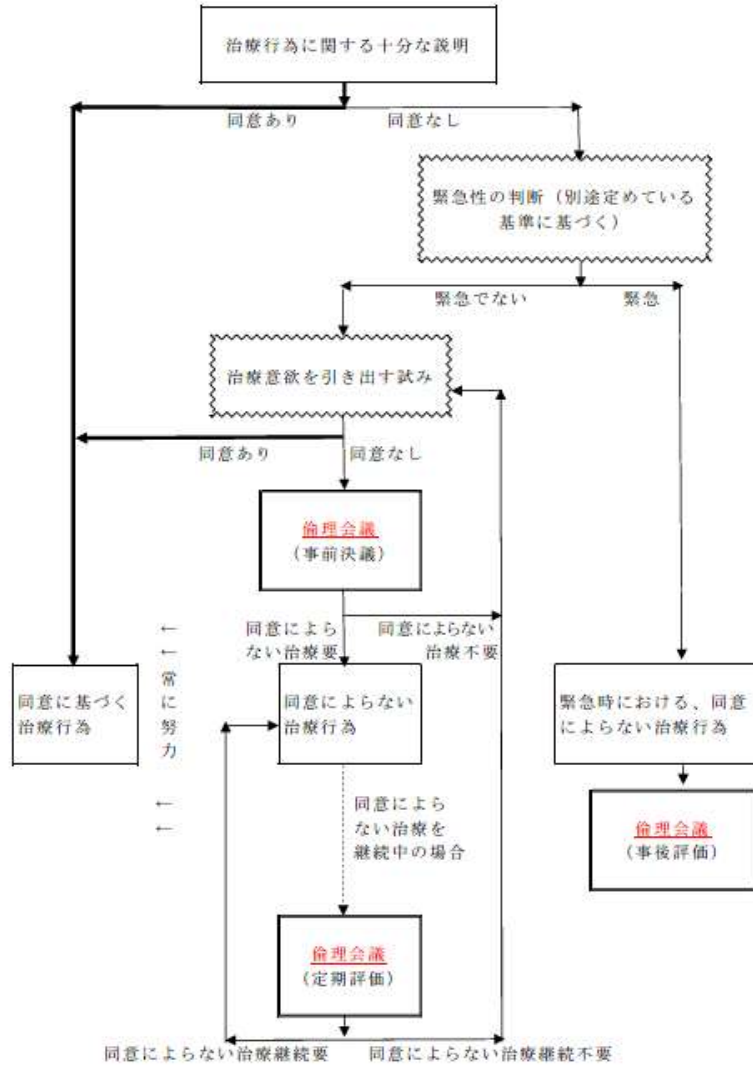 治療行為に関する十分な説明
同意あり
同意なし
緊急性の判断（別途定めている
基準に基づく）
緊急でない
緊急
治療意欲を引き出す試み
同意あり
同意なし
倫理会議
（事前決議）
同意によよら
ない治療要
同意によらない
治療不要
←
←
常に努力
←
←
同意に基づく
治療行為
同意によらない
治療行為
緊急時における、同意
によらない治療行為
同意によよら
ない治療を
継続中の場合
倫理会議
（事後評価）
倫理会議
（定期評価）
同意によらない治療継続要
同意によらない治療継続不要